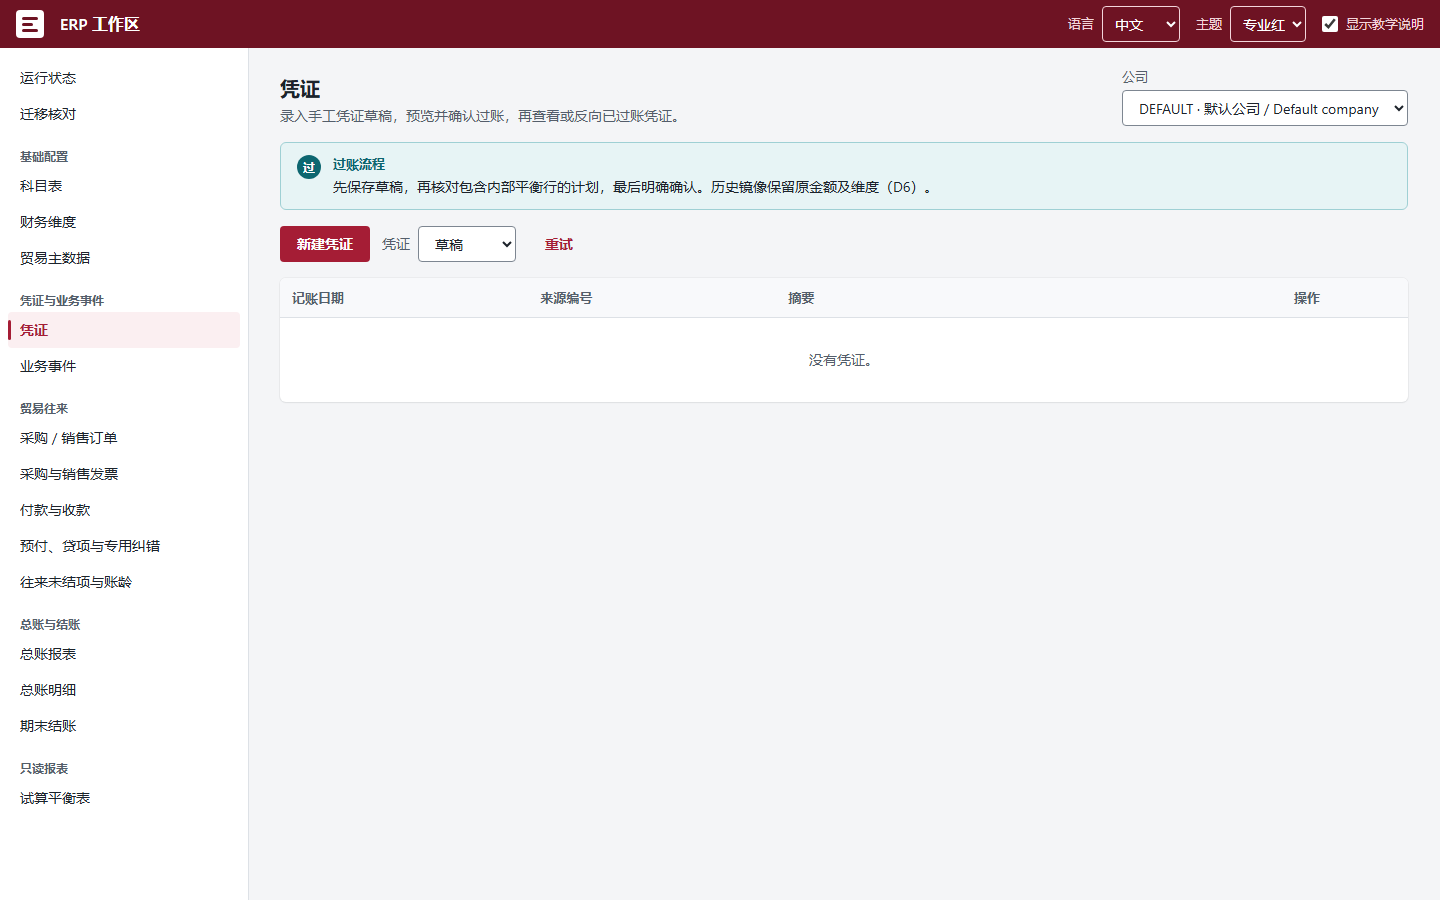 ERP 工作区
语言 中文 主题 专业红 显示教学说明
运行状态
迁移核对
基础配置
科目表
财务维度
贸易主数据
凭证与业务事件
凭证
业务事件
贸易往来
采购 / 销售订单
采购与销售发票
付款与收款
预付、贷项与专用纠错
往来未结项与账龄
总账与结账
总账报表
总账明细
期末结账
只读报表
试算平衡表
凭证
录入手工凭证草稿，预览并确认过账，再查看或反向已过账凭证。
公司
DEFAULT · 默认公司 / Default company
过 过账流程
先保存草稿，再核对包含内部平衡行的计划，最后明确确认。历史镜像保留原金额及维度（D6）。
新建凭证 凭证 草稿 重试
记账日期 来源编号 摘要 操作
没有凭证。